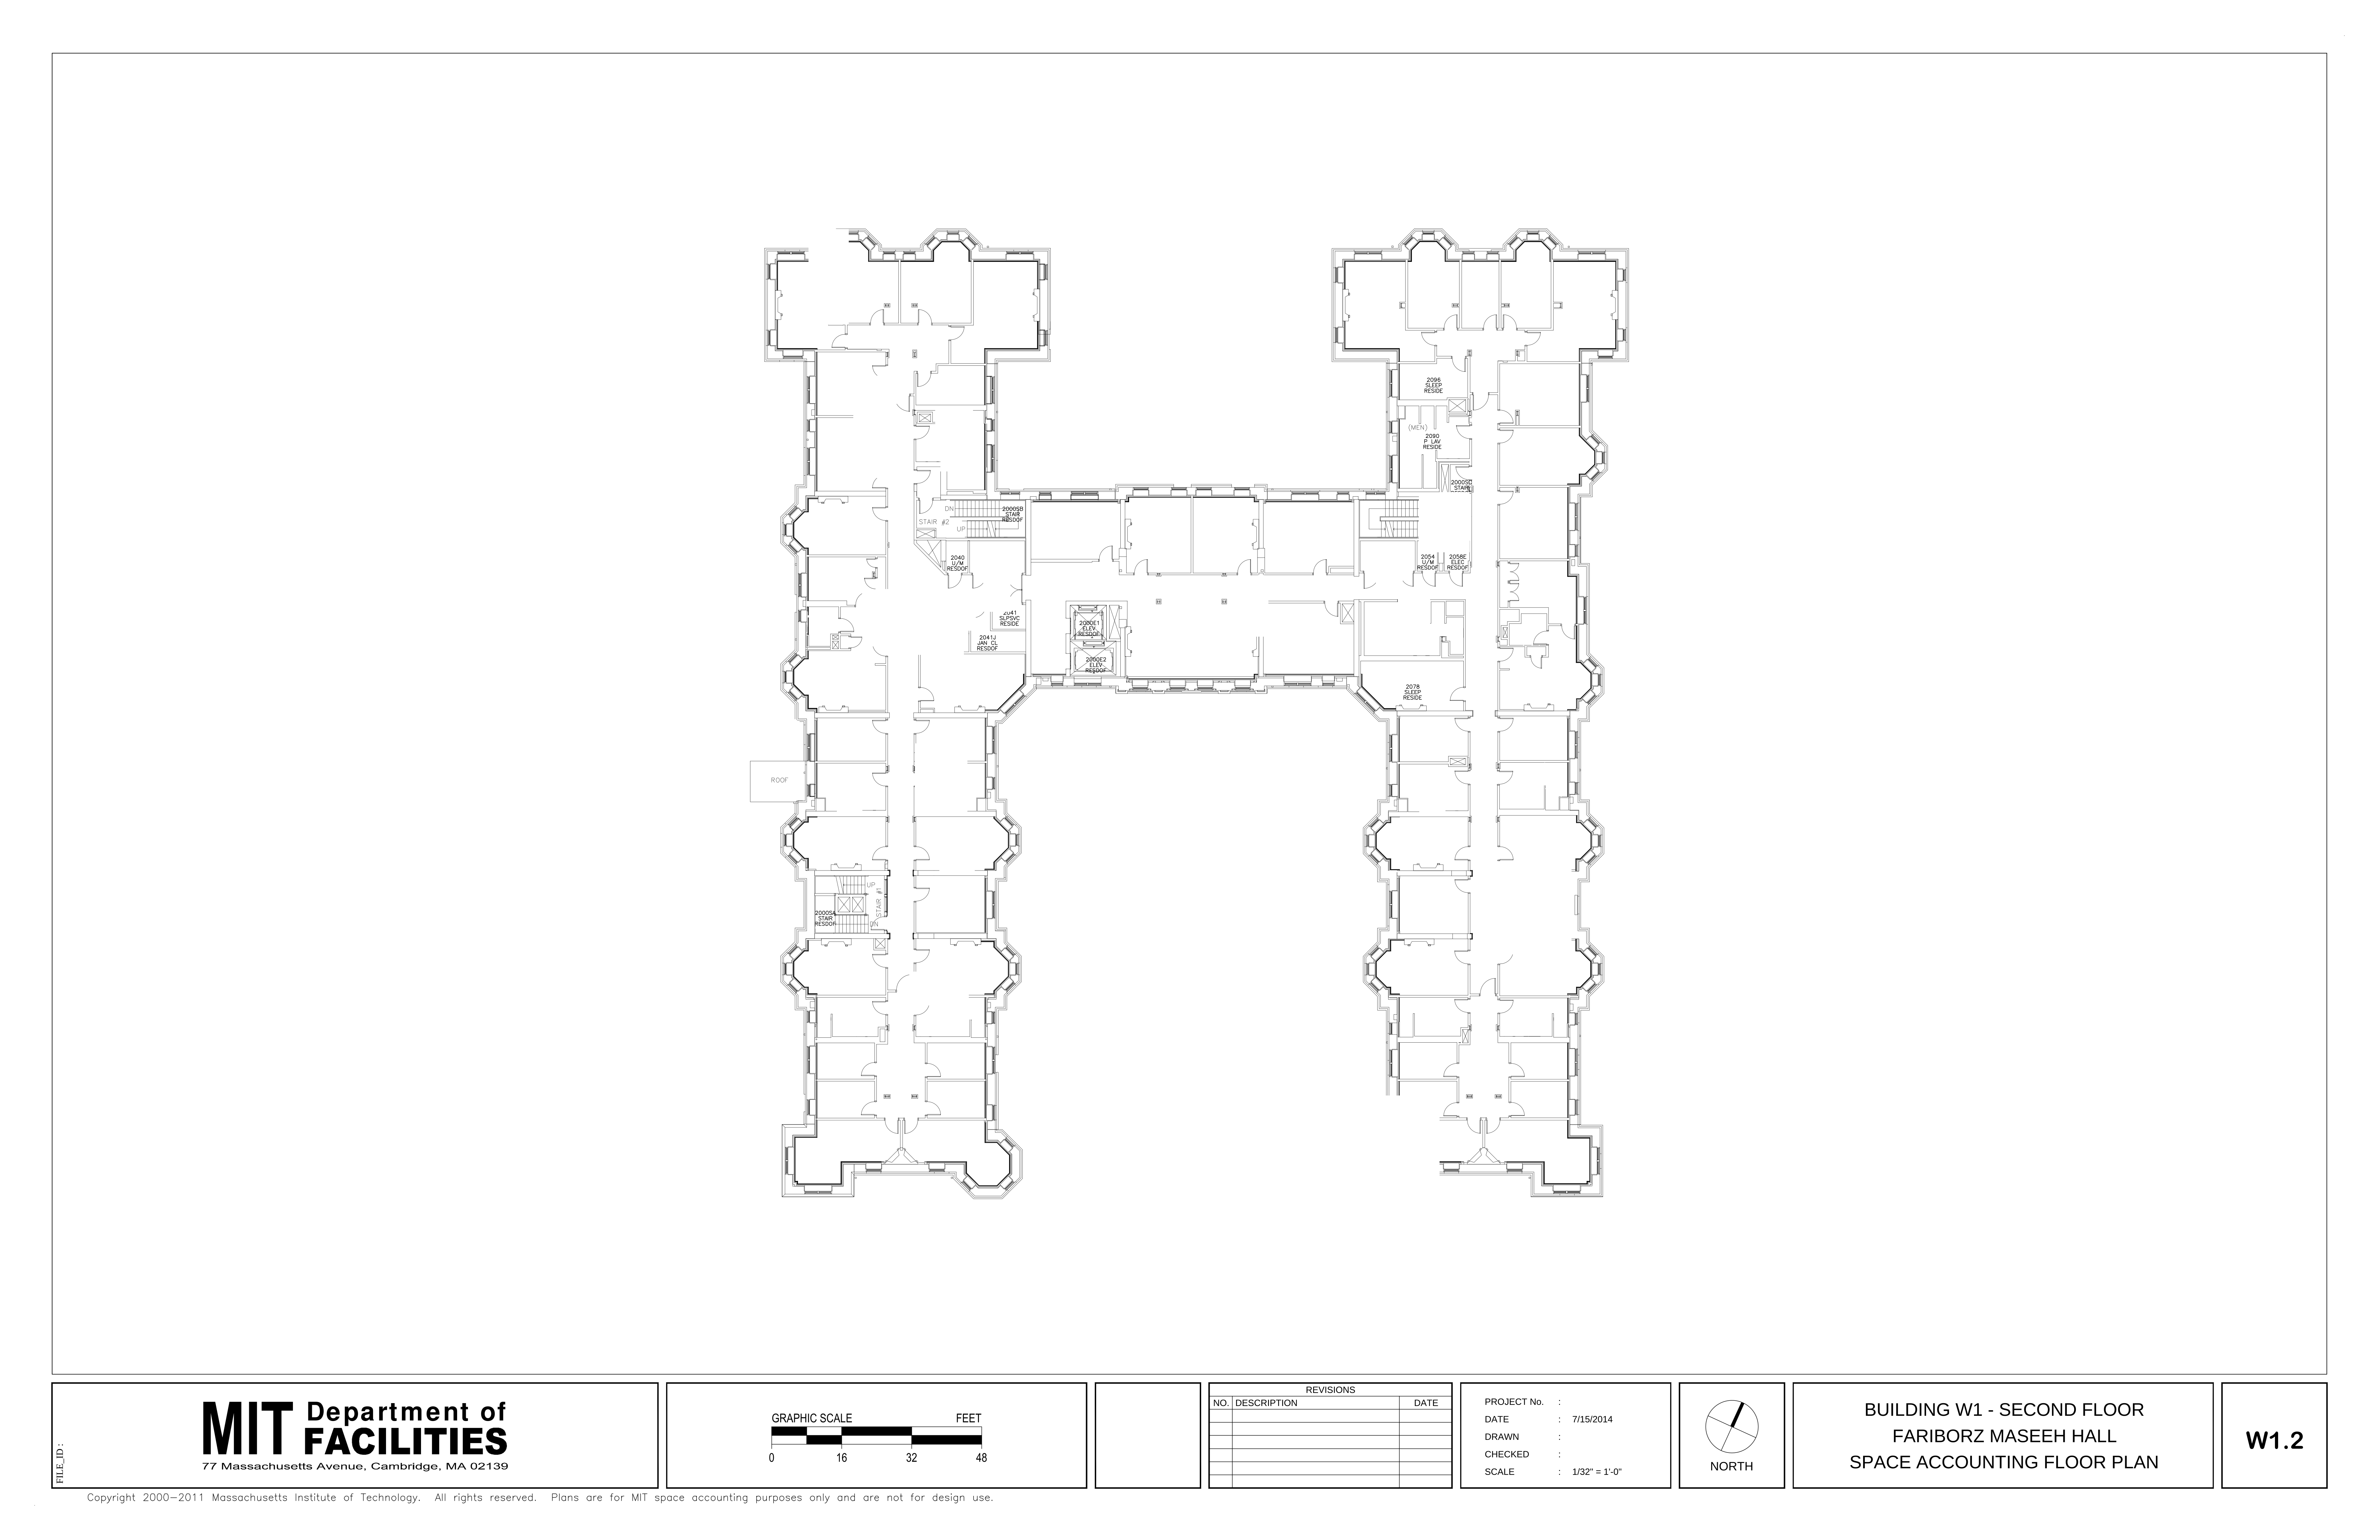 2096
SLEEP
RESIDE
(MEN)
2090
P LAV
RESIDE
2000SD
STAIR
DN
2000SB
STAIR
RESDOF
STAIR #2
UP
2040
U/M
RESDOF
2054
U/M
RESDOF
2058E
ELEC
RESDOF
2041
SLPSVC
RESIDE
2041J
JAN CL
RESDOF
2000E1
ELEV
RESDOF
2000E2
ELEV
RESDOF
2078
SLEEP
RESIDE
ROOF
UP
STAIR #1
2000SA
STAIR
RESDOF
DN
FILE_ID :
MIT Department of
FACILITIES
77 Massachusetts Avenue, Cambridge, MA 02139
GRAPHIC SCALE FEET
0 16 32 48
REVISIONS
NO. DESCRIPTION DATE
PROJECT No. :
DATE : 7/15/2014
DRAWN :
CHECKED :
SCALE : 1/32" = 1'-0"
NORTH
BUILDING W1 - SECOND FLOOR
FARIBORZ MASEEH HALL
SPACE ACCOUNTING FLOOR PLAN
W1.2
Copyright 2000-2011 Massachusetts Institute of Technology. All rights reserved. Plans are for MIT space accounting purposes only and are not for design use.